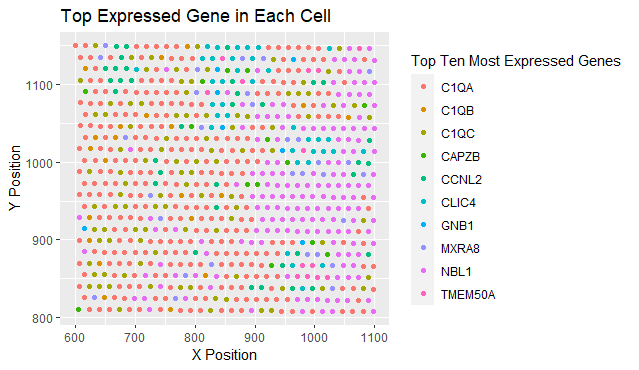 Top Expressed Gene in Each Cell
Y Position
1100
1000
900
800
600
700
800
900
1000
1100
X Position
Top Ten Most Expressed Genes
C1QA
C1QB
C1QC
CAPZB
CCNL2
CLIC4
GNB1
MXRA8
NBL1
TMEM50A